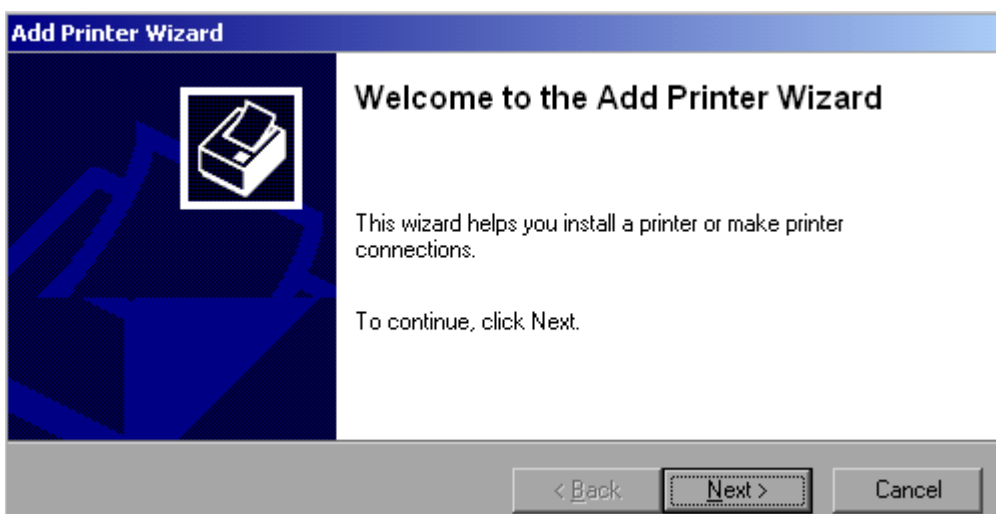 Add Printer Wizard
Welcome to the Add Printer Wizard
This wizard helps you install a printer or make printer
connections.
To continue, click Next.
< Back Next > Cancel